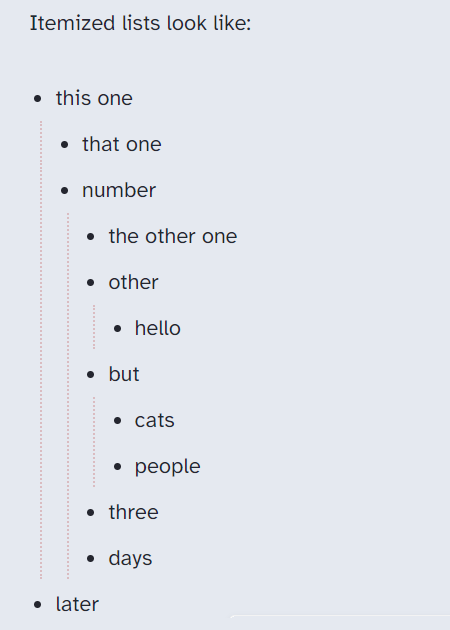 Itemized lists look like:
this one
that one
number
the other one
other
hello
but
cats
people
three
days
later